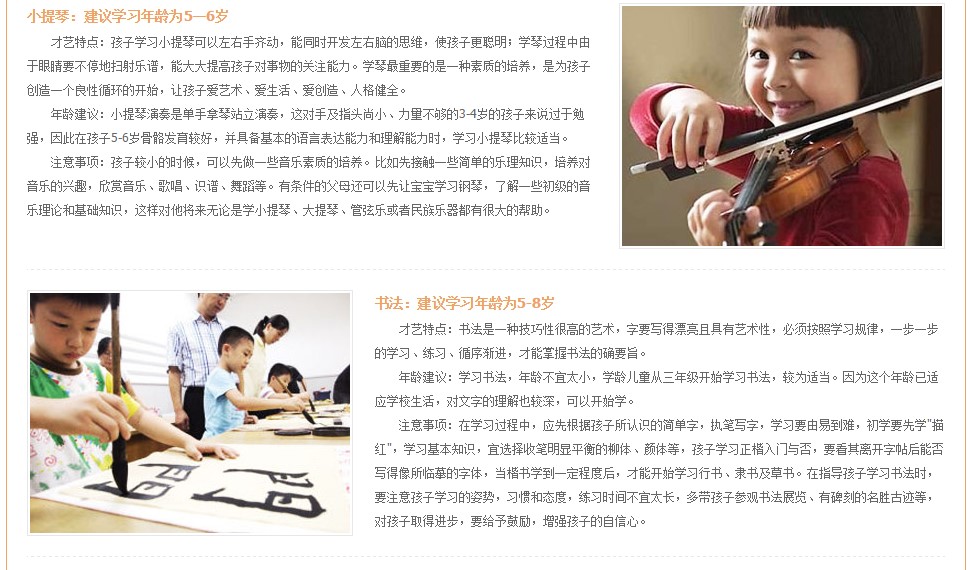 小提琴：建议学习年龄为5—6岁
才艺特点：孩子学习小提琴可以左右手齐动，能同时开发左右脑的思维，使孩子更聪明；学琴过程中由
于眼睛要不停地扫射乐谱，能大大提高孩子对事物的关注能力。学琴最重要的是一种素质的培养，是为孩子
创造一个良性循环的开始，让孩子爱艺术、爱生活、爱创造、人格健全。
年龄建议：小提琴演奏是单手拿琴站立演奏，这对手及指头尚小、力量不够的3-4岁的孩子来说过于勉
强，因此在孩子5-6岁骨骼发育较好，并具备基本的语言表达能力和理解能力时，学习小提琴比较适当。
注意事项：孩子较小的时候，可以先做一些音乐素质的培养。比如先接触一些简单的乐理知识，培养对
音乐的兴趣，欣赏音乐、歌唱、识谱、舞蹈等。有条件的父母还可以先让宝宝学习钢琴，了解一些初级的音
乐理论和基础知识，这样对他将来无论是学小提琴、大提琴、管弦乐或者民族乐器都有很大的帮助。
书法：建议学习年龄为5-8岁
才艺特点：书法是一种技巧性很高的艺术，字要写得漂亮且具有艺术性，必须按照学习规律，一步一步
的学习、练习、循序渐进，才能掌握书法的确要旨。
年龄建议：学习书法，年龄不宜太小，学龄儿童从三年级开始学习书法，较为适当。因为这个年龄已适
应学校生活，对文字的理解也较深，可以开始学。
注意事项：在学习过程中，应先根据孩子所认识的简单字，执笔写字，学习要由易到难，初学要先学"描
红"，学习基本知识，宜选择收笔明显平衡的柳体、颜体等，孩子学习正楷入门与否，要看其离开字帖后能否
写得像所临摹的字体，当楷书学到一定程度后，才能开始学习行书、隶书及草书。在指导孩子学习书法时，
要注意孩子学习的姿势，习惯和态度，练习时间不宜太长，多带孩子参观书法展览、有碑刻的名胜古迹等，
对孩子取得进步，要给予鼓励，增强孩子的自信心。